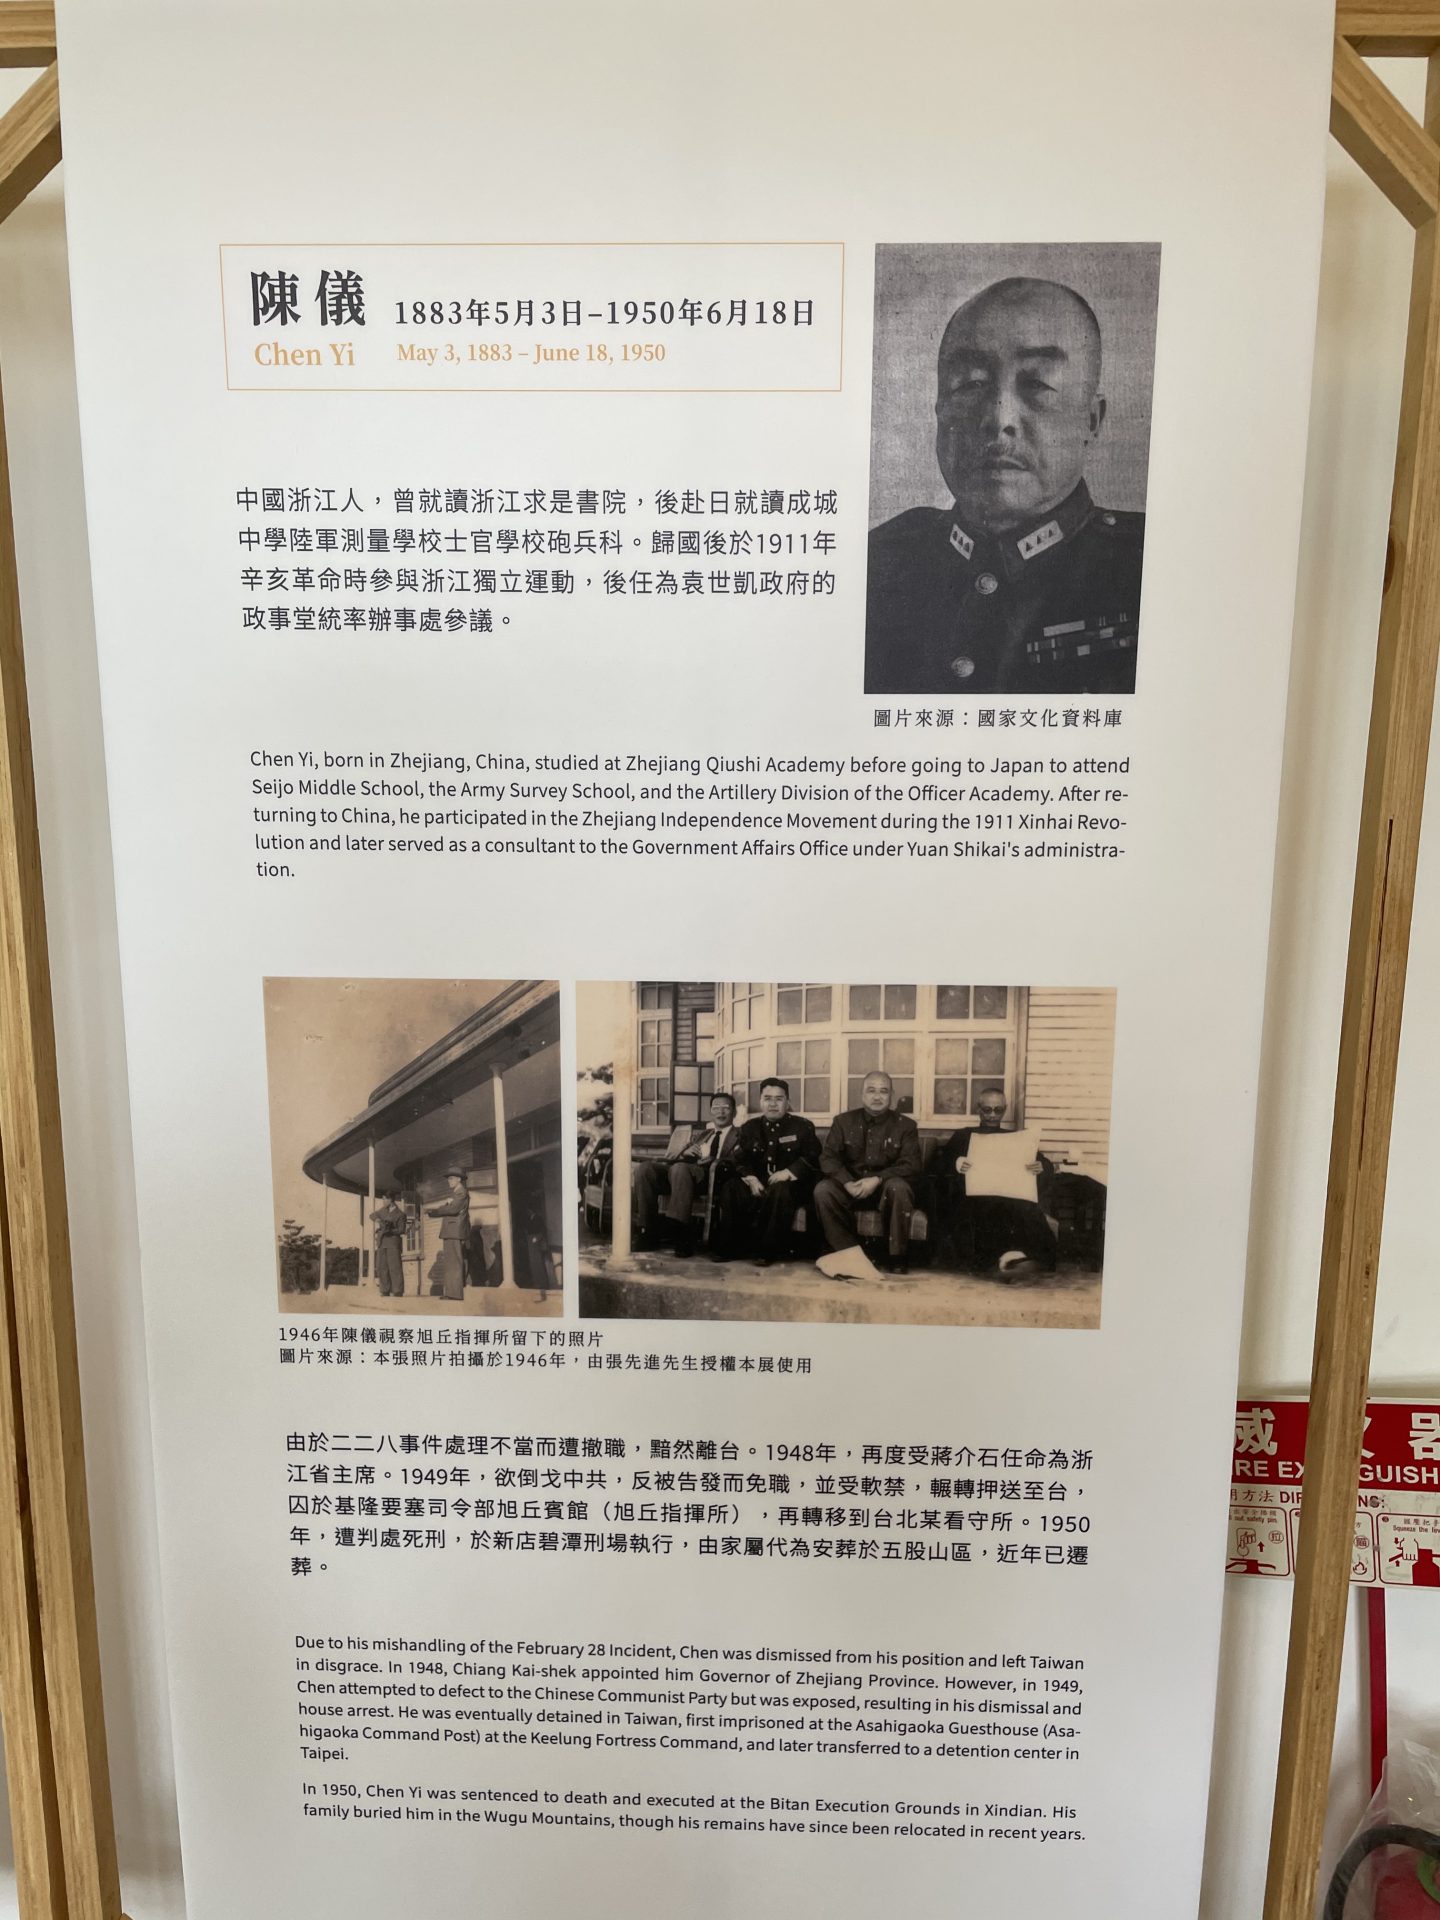 陳儀 1883年5月3日–1950年6月18日
Chen Yi May 3, 1883 – June 18, 1950
中國浙江人，曾就讀浙江求是書院，後赴日就讀成城
中學陸軍測量學校士官學校砲兵科。歸國後於1911年
辛亥革命時參與浙江獨立運動，後任為袁世凱政府的
政事堂統率辦事處參議。
圖片來源：國家文化資料庫
Chen Yi, born in Zhejiang, China, studied at Zhejiang Qiushi Academy before going to Japan to attend
Seijo Middle School, the Army Survey School, and the Artillery Division of the Officer Academy. After re-
turning to China, he participated in the Zhejiang Independence Movement during the 1911 Xinhai Revo-
lution and later served as a consultant to the Government Affairs Office under Yuan Shikai's administra-
tion.
1946年陳儀視察旭丘指揮所留下的照片
圖片來源：本張照片拍攝於1946年，由張先進先生授權本展使用
由於二二八事件處理不當而遭撤職，黯然離台。1948年，再度受蔣介石任命為浙
江省主席。1949年，欲倒戈中共，反被告發而免職，並受軟禁，輾轉押送至台，
囚於基隆要塞司令部旭丘賓館（旭丘指揮所），再轉移到台北某看守所。1950
年，遭判處死刑，於新店碧潭刑場執行，由家屬代為安葬於五股山區，近年已遷
葬。
Due to his mishandling of the February 28 Incident, Chen was dismissed from his position and left Taiwan
in disgrace. In 1948, Chiang Kai-shek appointed him Governor of Zhejiang Province. However, in 1949,
Chen attempted to defect to the Chinese Communist Party but was exposed, resulting in his dismissal and
house arrest. He was eventually detained in Taiwan, first imprisoned at the Asahigaoka Guesthouse (Asa-
higaoka Command Post) at the Keelung Fortress Command, and later transferred to a detention center in
Taipei.
In 1950, Chen Yi was sentenced to death and executed at the Bitan Execution Grounds in Xindian. His
family buried him in the Wugu Mountains, though his remains have since been relocated in recent years.